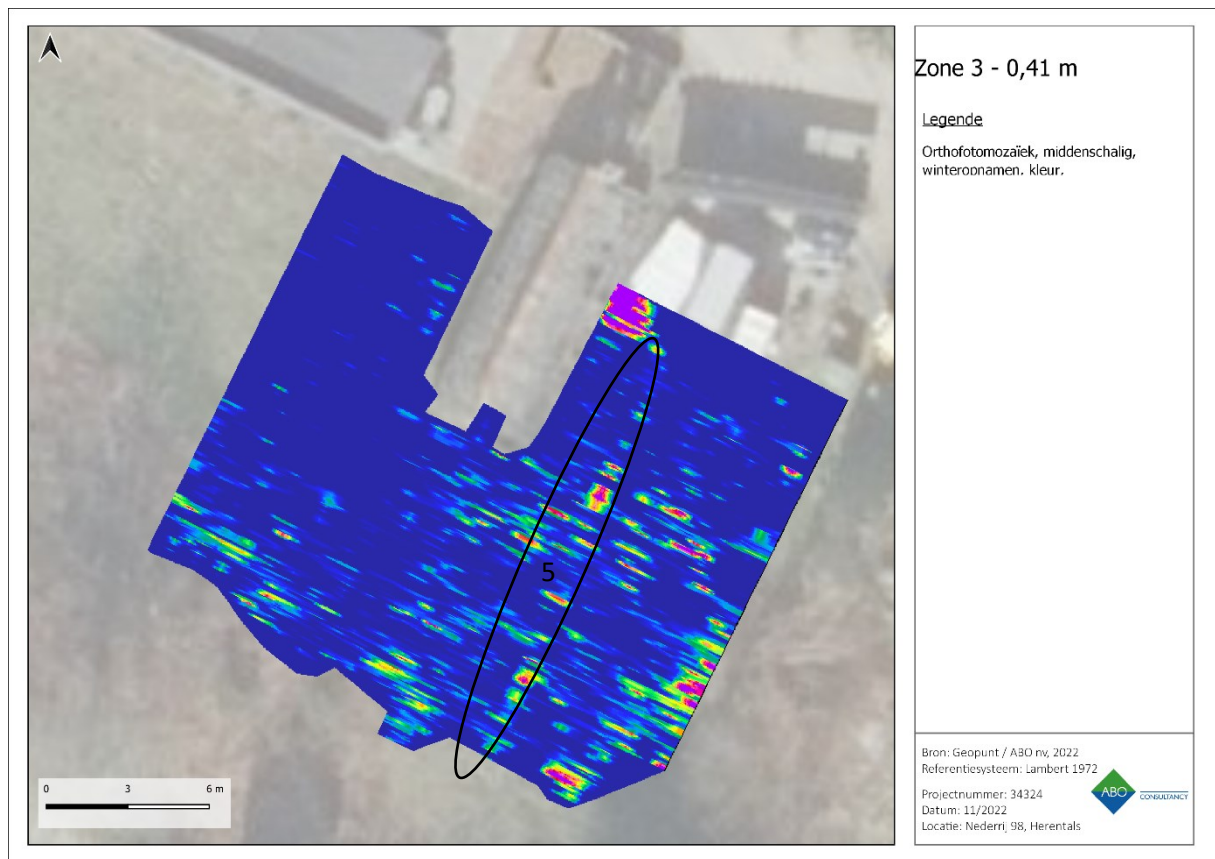 Zone 3 - 0,41 m
Legende
Orthofotomozaïek, middenschalig,
winteropnamen, kleur,
5
0 3 6 m
Bron: Geopunt / ABO nv, 2022
Referentiesysteem: Lambert 1972
Projectnummer: 34324
Datum: 11/2022
Locatie: Nederrij 98, Herentals
ABO CONSULTANCY